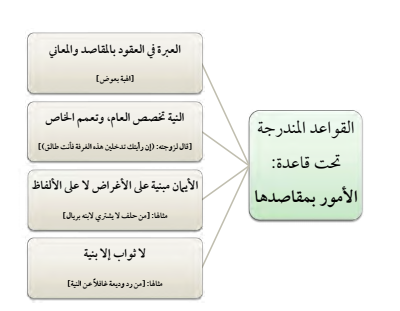 القواعد المندرجة
تحت قاعدة:
الأمور بمقاصدها
العبرة في العقود بالمقاصد والمعاني
[الهبة بعوض]
النية تخصص العام، وتعمم الخاص
[قال لزوجته: (إن رأيتك تدخلين هذه الغرفة فأنت طالق)]
الأيمان مبنية على الأغراض لا على الألفاظ
مثالها: [من حلف لا يشتري لابنه بريال]
لا ثواب إلا بنية
مثالها: [من رد وديعة غافلاً عن النية]